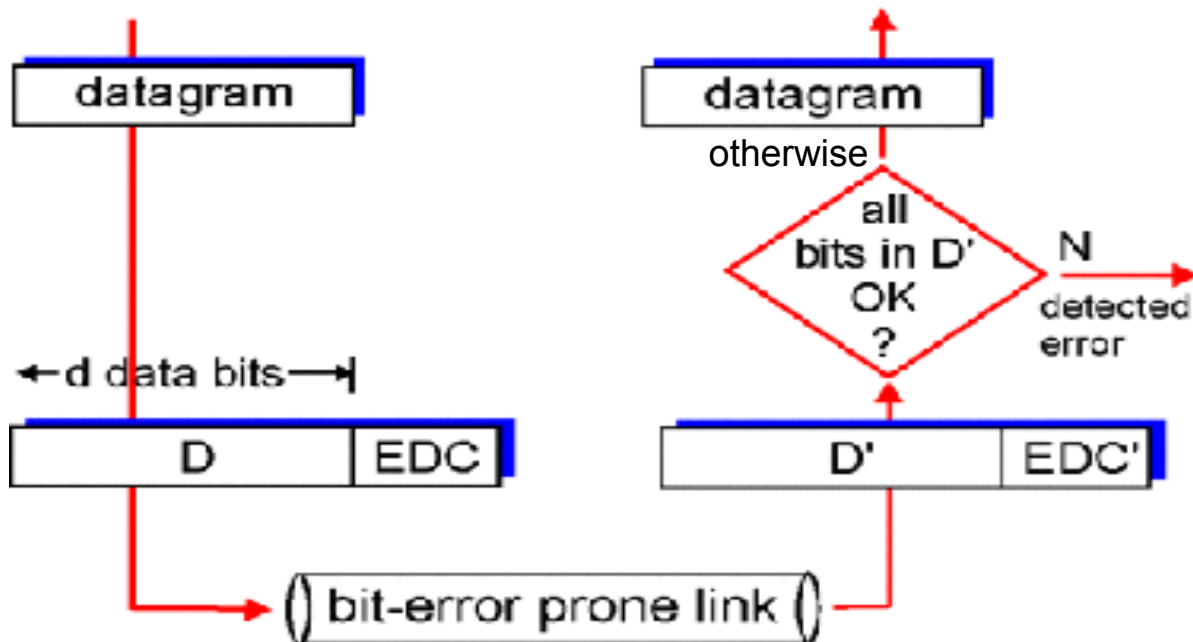 datagram
datagram
otherwise
all
bits in D'
OK
?
N
detected
error
d data bits
D
EDC
D'
EDC'
bit-error prone link